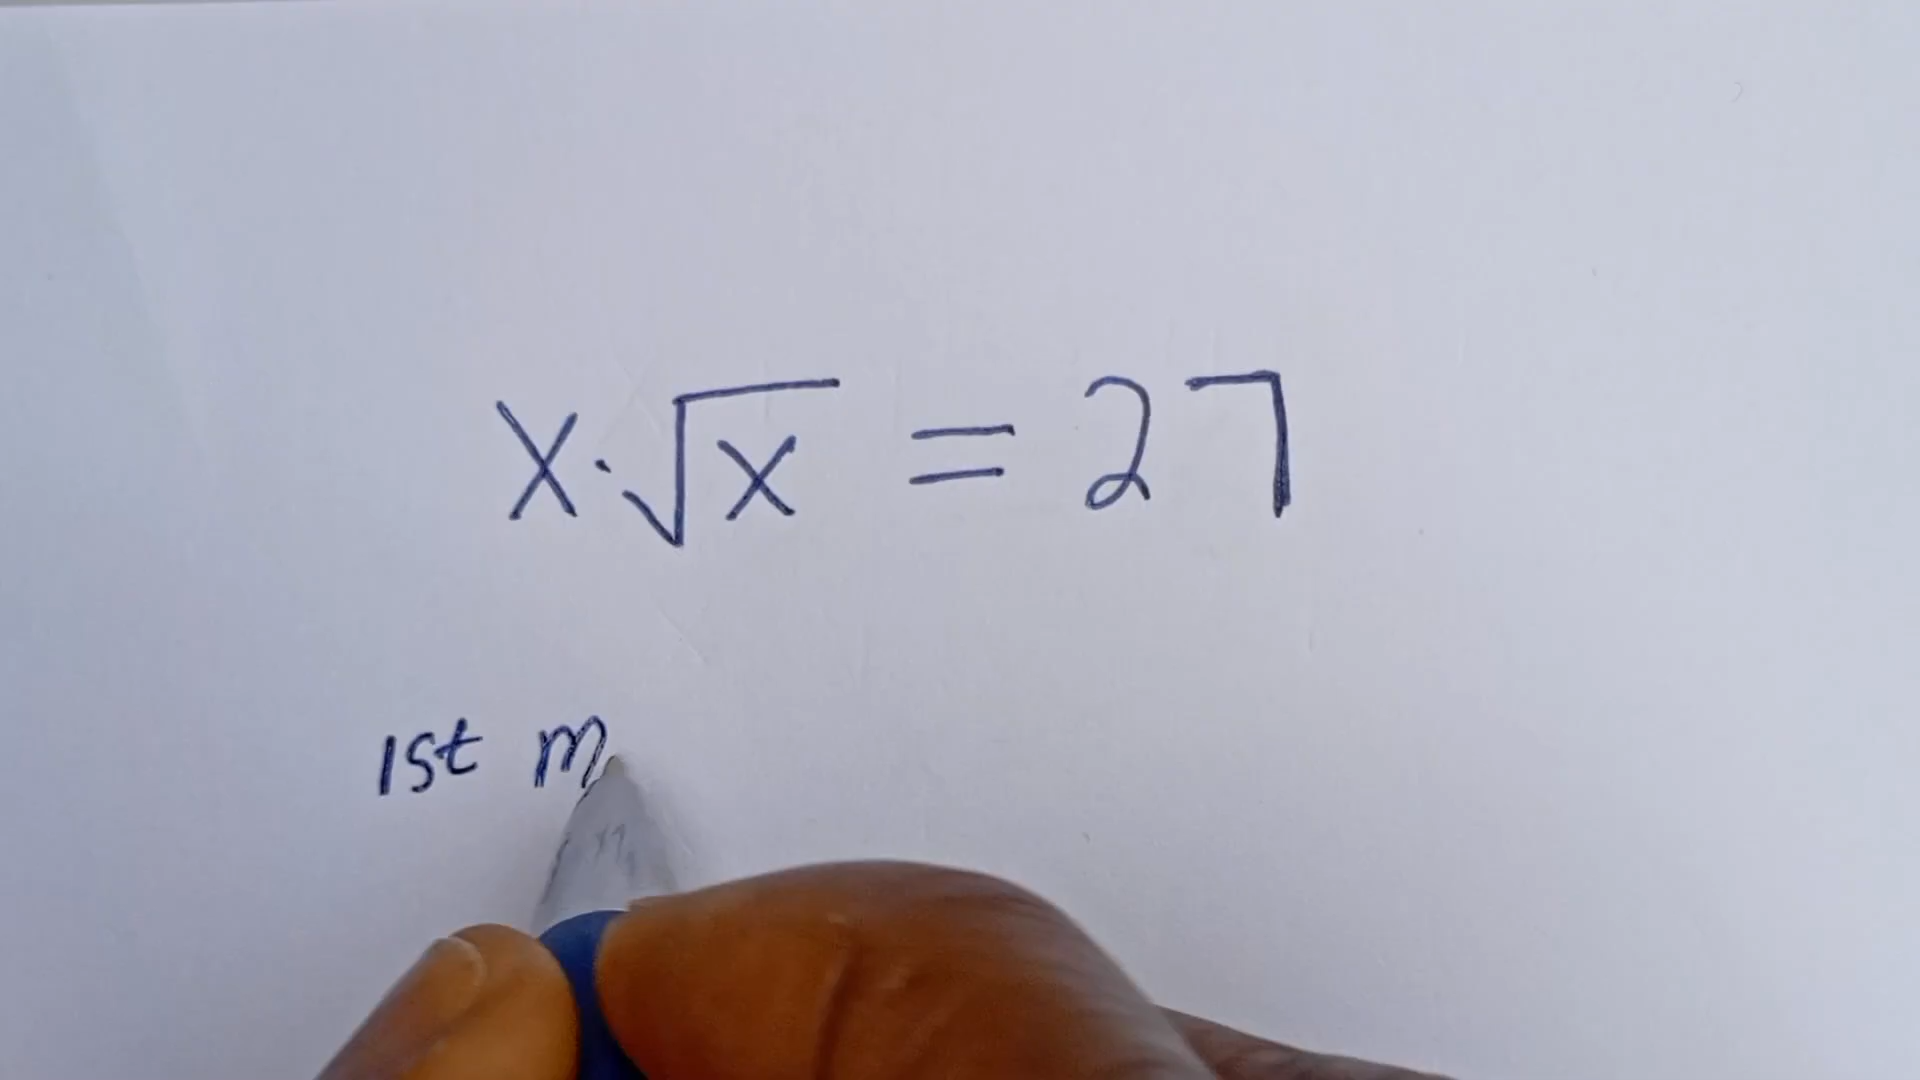 x·√x = 27
1st m